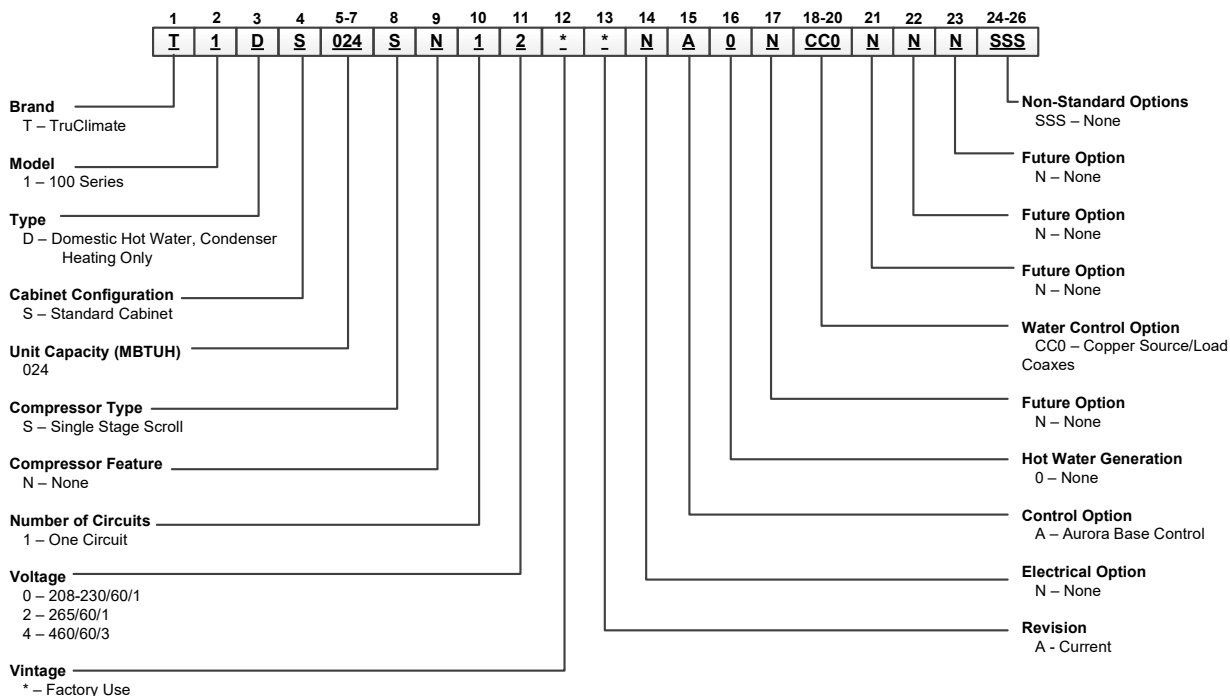 1 2 3 4 5-7 8 9 10 11 12 13 14 15 16 17 18-20 21 22 23 24-26
T 1 D S 024 S N 1 2 * * N A 0 N CC0 N N N SSS
Brand
T – TruClimate
Model
1 – 100 Series
Type
D – Domestic Hot Water, Condenser
Heating Only
Cabinet Configuration
S – Standard Cabinet
Unit Capacity (MBTUH)
024
Compressor Type
S – Single Stage Scroll
Compressor Feature
N – None
Number of Circuits
1 – One Circuit
Voltage
0 – 208-230/60/1
2 – 265/60/1
4 – 460/60/3
Vintage
* – Factory Use
Non-Standard Options
SSS – None
Future Option
N – None
Future Option
N – None
Future Option
N – None
Water Control Option
CC0 – Copper Source/Load
Coaxes
Future Option
N – None
Hot Water Generation
0 – None
Control Option
A – Aurora Base Control
Electrical Option
N – None
Revision
A - Current